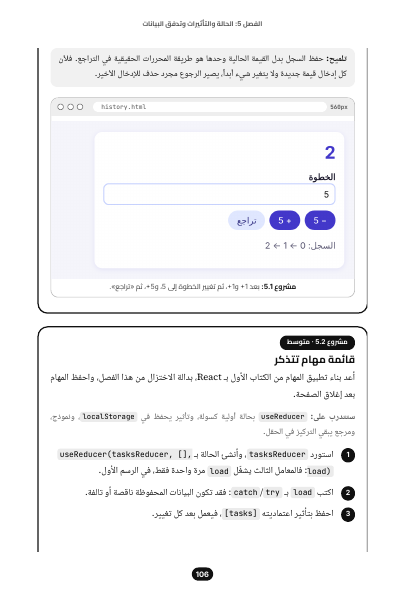 الفصل 5: الحالة والتأثيرات وتدفق البيانات
تلميح: حفظ السجل بدل القيمة الحالية وحدها هو طريقة المحررات الحقيقية في التراجع. فلأن
كل إدخال قيمة جديدة ولا يتغير شيء أبداً، يصير الرجوع مجرد حذف للإدخال الأخير.
history.html 560px
2
الخطوة
5
− 5 + 5 تراجع
السجل: 0 ← 1 ← 2
مشروع 5.1: بعد 1+ و1+، ثم تغيير الخطوة إلى 5، و5+، ثم «تراجع».
مشروع 5.2 · متوسط
قائمة مهام تتذكر
أعد بناء تطبيق المهام من الكتاب الأول بـ React، بدالة الاختزال من هذا الفصل، واحفظ المهام
بعد إغلاق الصفحة.
ستتدرب على: useReducer بحالة أولية كسولة، وتأثير يحفظ في localStorage، ونموذج،
ومرجع يبقي التركيز في الحقل.
1 استورد tasksReducer، وأنشئ الحالة بـ useReducer(tasksReducer, [],
load)؛ فالمعامل الثالث يشغّل load مرة واحدة فقط، في الرسم الأول.
2 اكتب load بـ try / catch: فقد تكون البيانات المحفوظة ناقصة أو تالفة.
3 احفظ بتأثير اعتماديته [tasks]، فيعمل بعد كل تغيير.
106